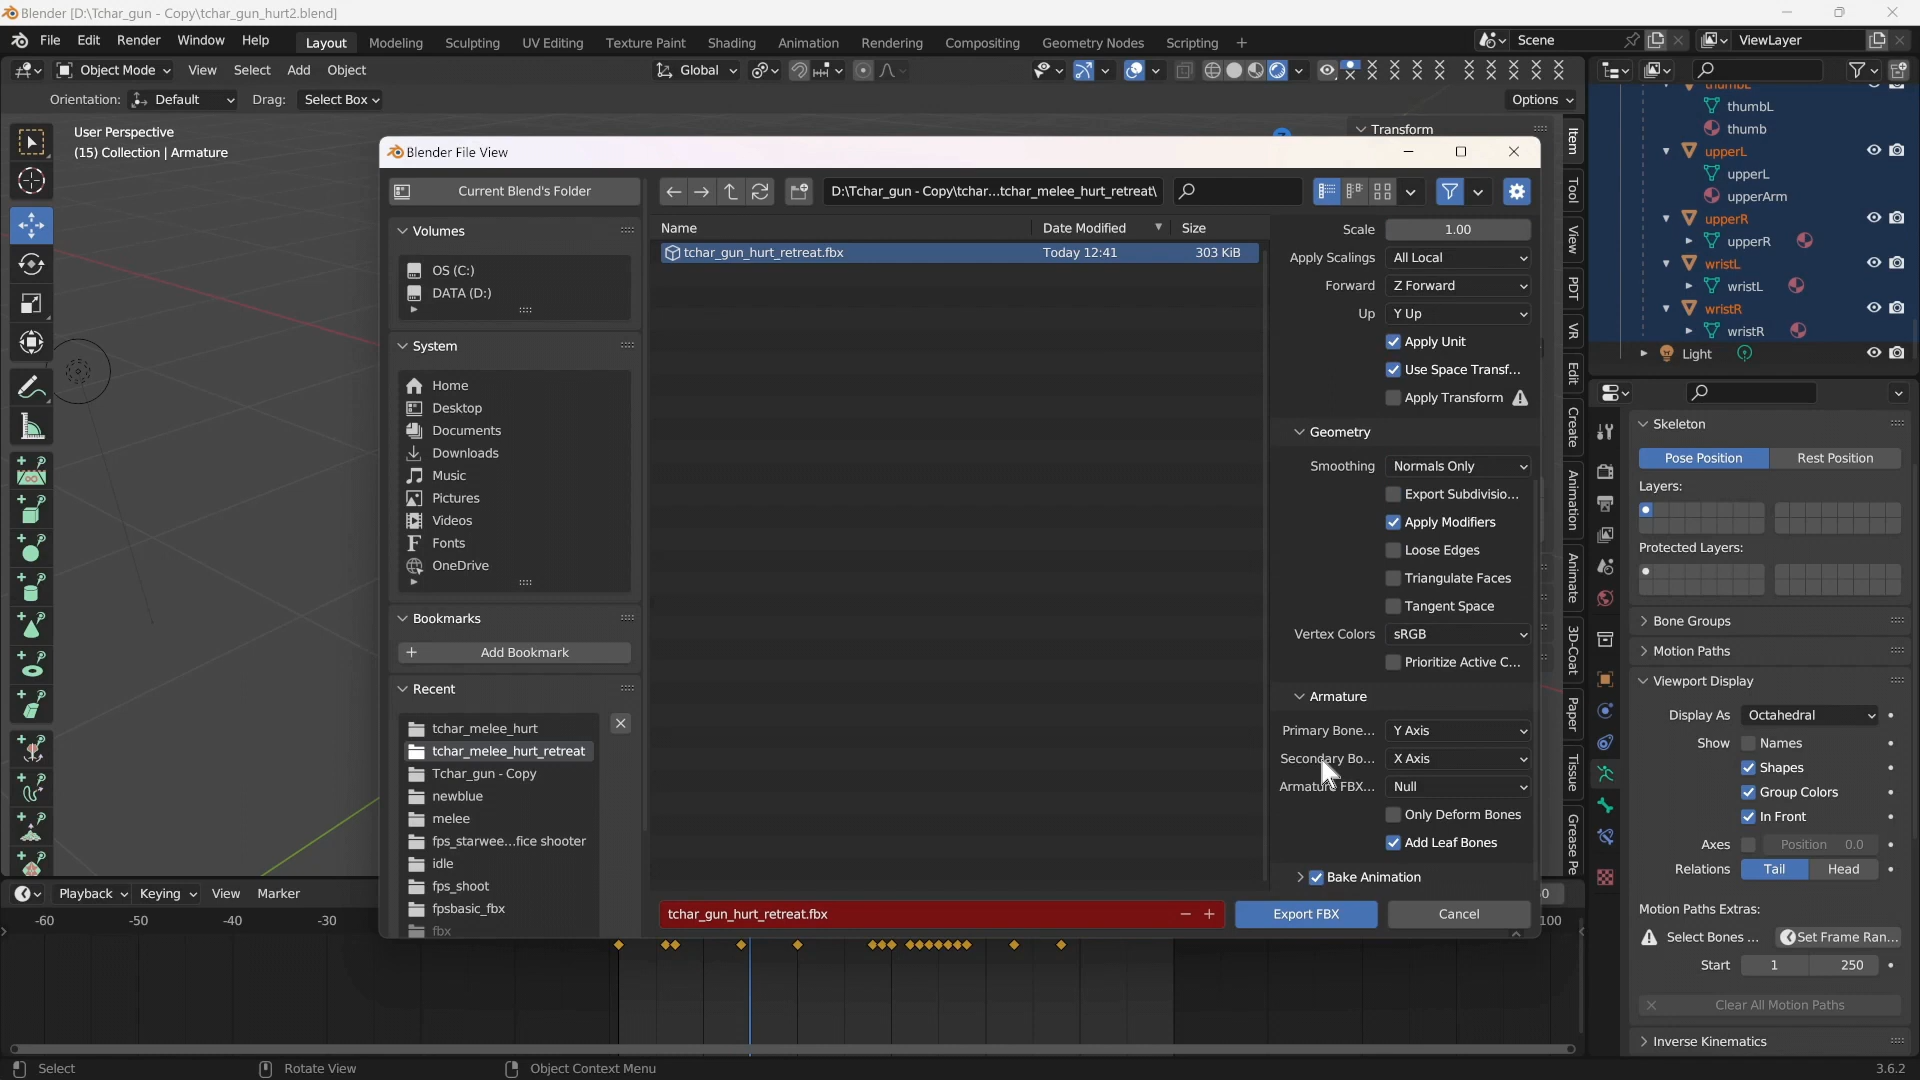 Blender [D:\Tchar_gun - Copy\tchar_gun_hurt2.blend]
File Edit Render Window Help Layout Modeling Sculpting UV Editing Texture Paint Shading Animation Rendering Compositing Geometry Nodes Scripting + Scene ViewLayer
Object Mode View Select Add Object Global
Orientation: Default Drag: Select Box Options
User Perspective
(15) Collection | Armature
Transform
Item
Tool
View
PDT
VR
Edit
Create
Animation
Animate
3D-Coat
Paper
Tissue
Grease Pe
Blender File View
Current Blend's Folder
D:\Tchar_gun - Copy\tchar...tchar_melee_hurt_retreat\
Volumes
OS (C:)
DATA (D:)
System
Home
Desktop
Documents
Downloads
Music
Pictures
Videos
Fonts
OneDrive
Bookmarks
Add Bookmark
Recent
tchar_melee_hurt
tchar_melee_hurt_retreat
Tchar_gun - Copy
newblue
melee
fps_starwee...fice shooter
idle
fps_shoot
fpsbasic_fbx
fbx
Name Date Modified Size
tchar_gun_hurt_retreat.fbx Today 12:41 303 KiB
Scale 1.00
Apply Scalings All Local
Forward Z Forward
Up Y Up
Apply Unit
Use Space Transf...
Apply Transform
Geometry
Smoothing Normals Only
Export Subdivisio...
Apply Modifiers
Loose Edges
Triangulate Faces
Tangent Space
Vertex Colors sRGB
Prioritize Active C...
Armature
Primary Bone... Y Axis
Secondary Bo... X Axis
Armature FBX... Null
Only Deform Bones
Add Leaf Bones
Bake Animation
tchar_gun_hurt_retreat.fbx Export FBX Cancel
thumbL
thumbL
thumb
upperL
upperL
upperArm
upperR
upperR
wristL
wristL
wristR
wristR
Light
Skeleton
Pose Position Rest Position
Layers:
Protected Layers:
Bone Groups
Motion Paths
Viewport Display
Display As Octahedral
Show Names
Shapes
Group Colors
In Front
Axes Position 0.0
Relations Tail Head
Motion Paths Extras:
Select Bones ... Set Frame Ran...
Start 1 250
Clear All Motion Paths
Inverse Kinematics
Playback Keying View Marker
-60 -50 -40 -30 100
Select Rotate View Object Context Menu 3.6.2